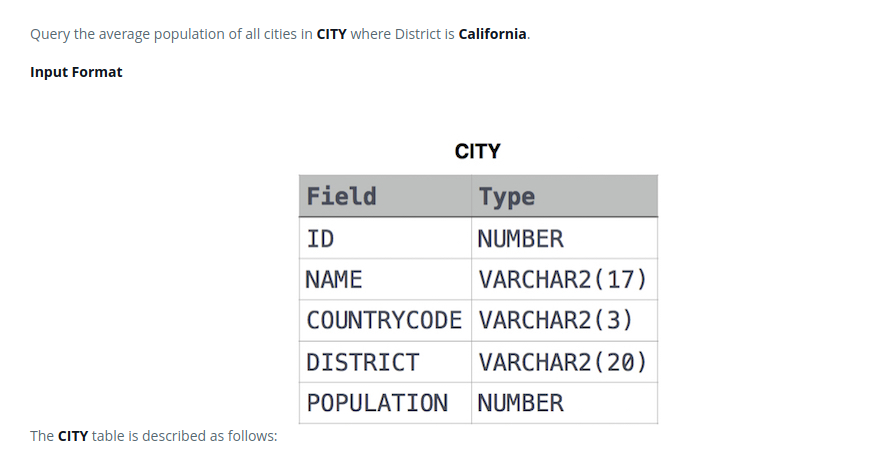 Query the average population of all cities in CITY where District is California.
Input Format
CITY
Field Type
ID NUMBER
NAME VARCHAR2(17)
COUNTRYCODE VARCHAR2(3)
DISTRICT VARCHAR2(20)
POPULATION NUMBER
The CITY table is described as follows: